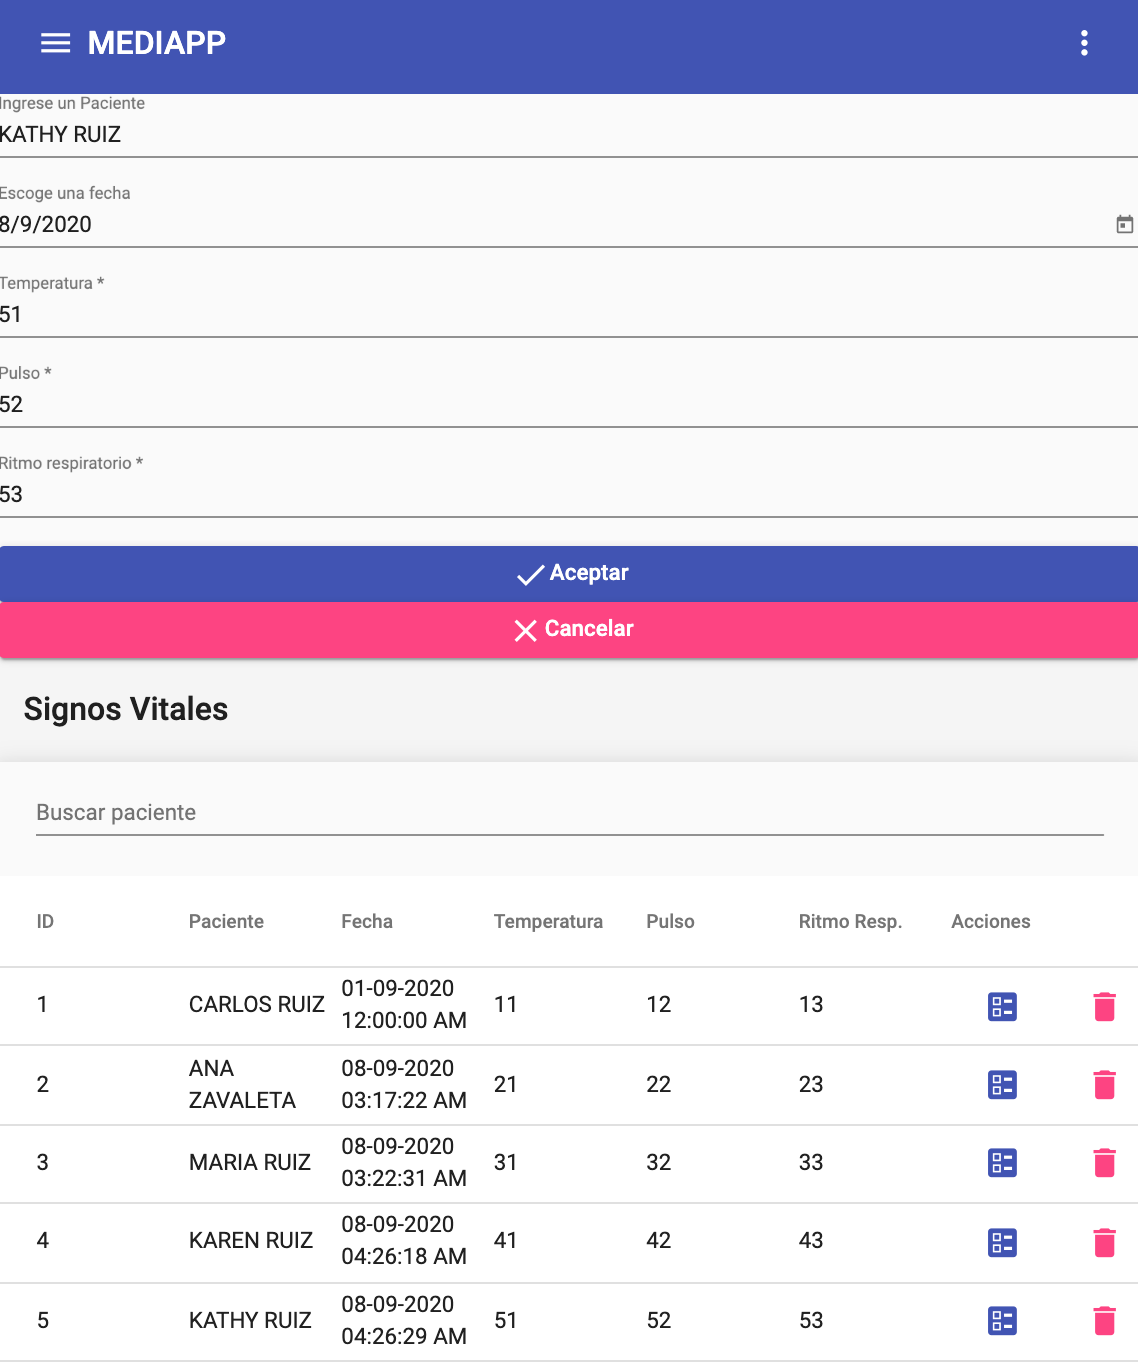 MEDIAPP
Ingrese un Paciente
KATHY RUIZ
Escoge una fecha
8/9/2020
Temperatura *
51
Pulso *
52
Ritmo respiratorio *
53
Aceptar
Cancelar
Signos Vitales
Buscar paciente
ID Paciente Fecha Temperatura Pulso Ritmo Resp. Acciones
1 CARLOS RUIZ 01-09-2020 12:00:00 AM 11 12 13
2 ANA ZAVALETA 08-09-2020 03:17:22 AM 21 22 23
3 MARIA RUIZ 08-09-2020 03:22:31 AM 31 32 33
4 KAREN RUIZ 08-09-2020 04:26:18 AM 41 42 43
5 KATHY RUIZ 08-09-2020 04:26:29 AM 51 52 53